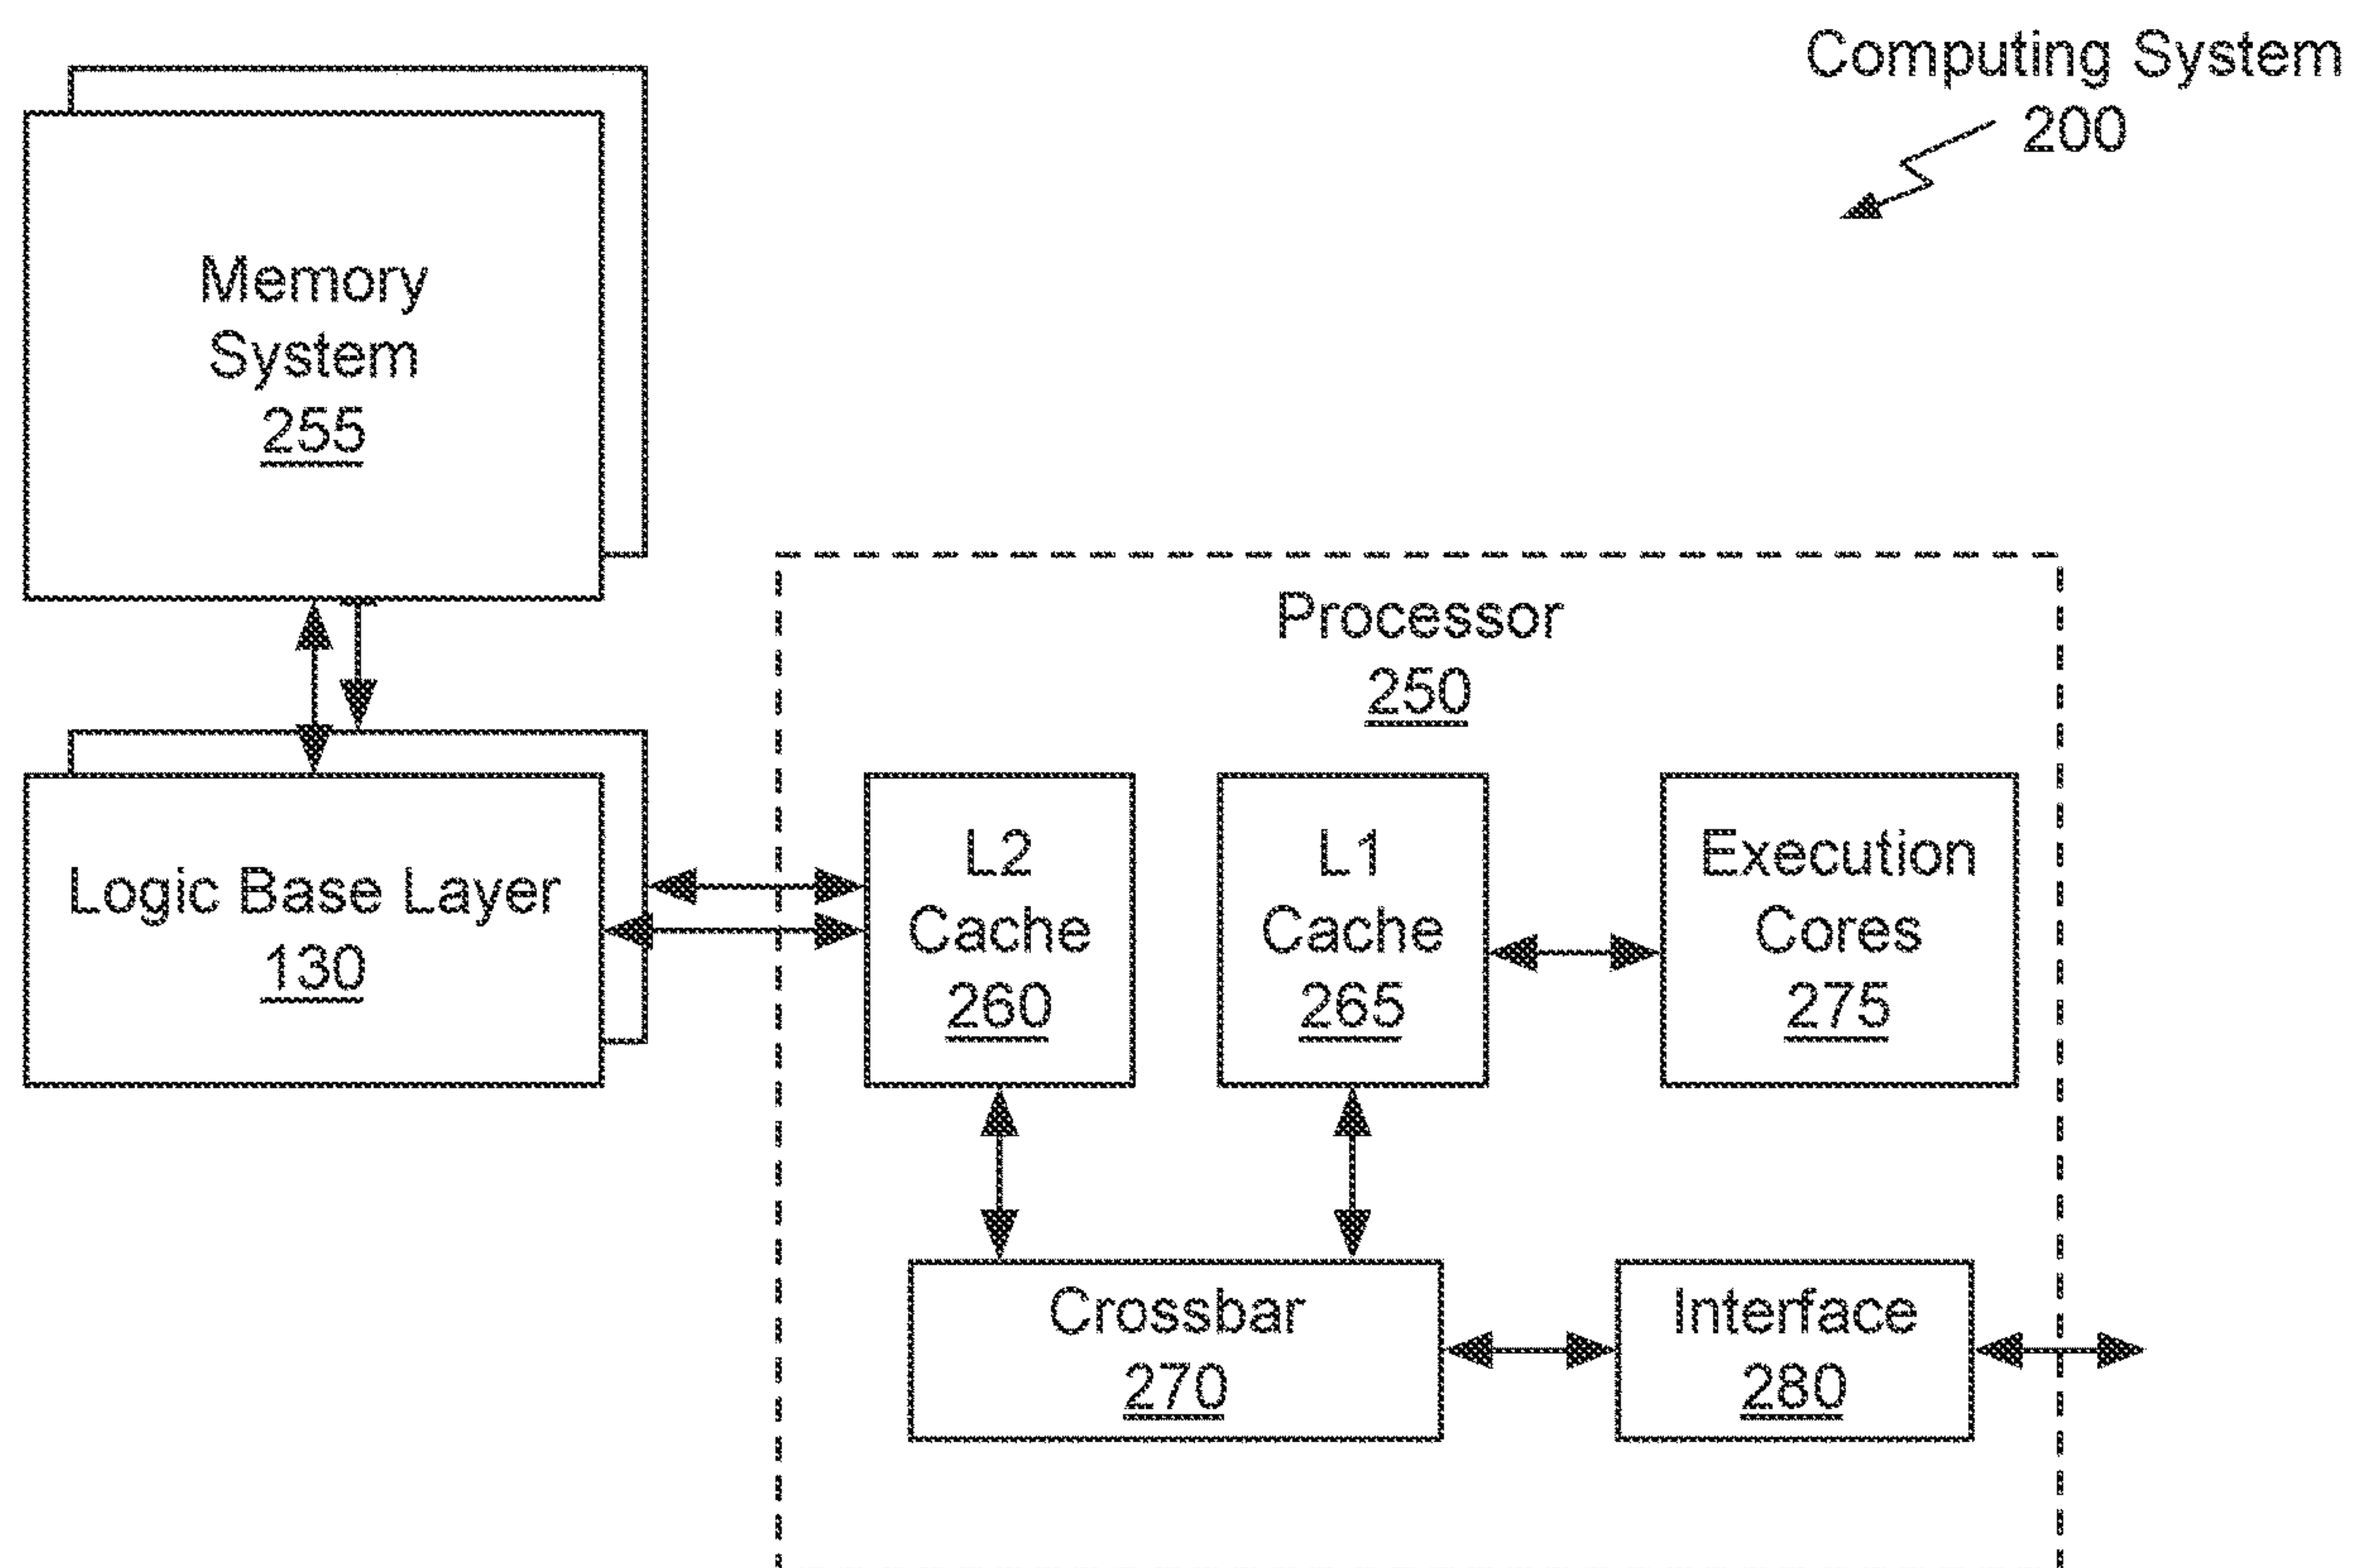 Computing System
200
Memory
System
255
Processor
250
Logic Base Layer
130
L2
Cache
260
L1
Cache
265
Execution
Cores
275
Crossbar
270
Interface
280